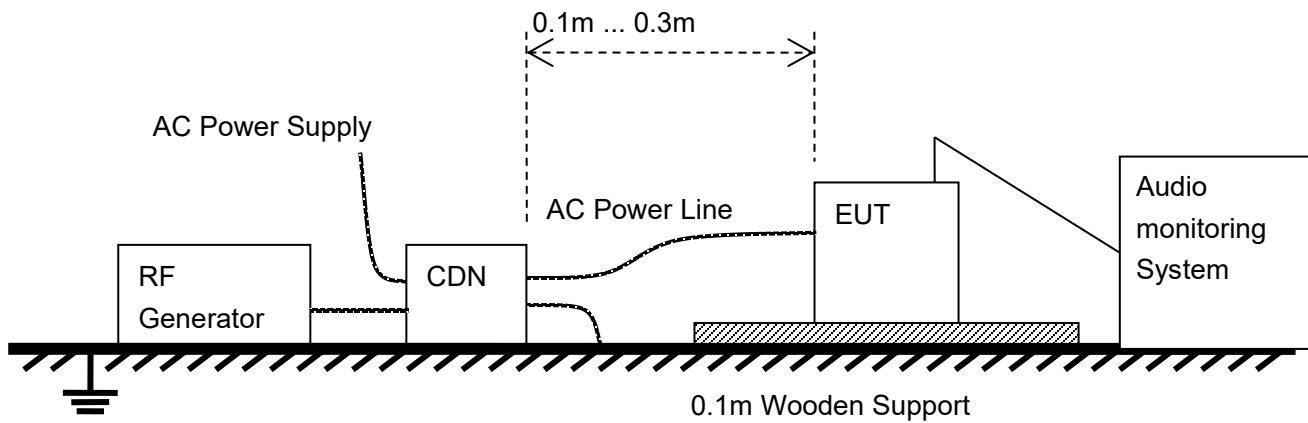 0.1m ... 0.3m
AC Power Supply
AC Power Line
EUT
Audio
monitoring
System
RF
Generator
CDN
0.1m Wooden Support